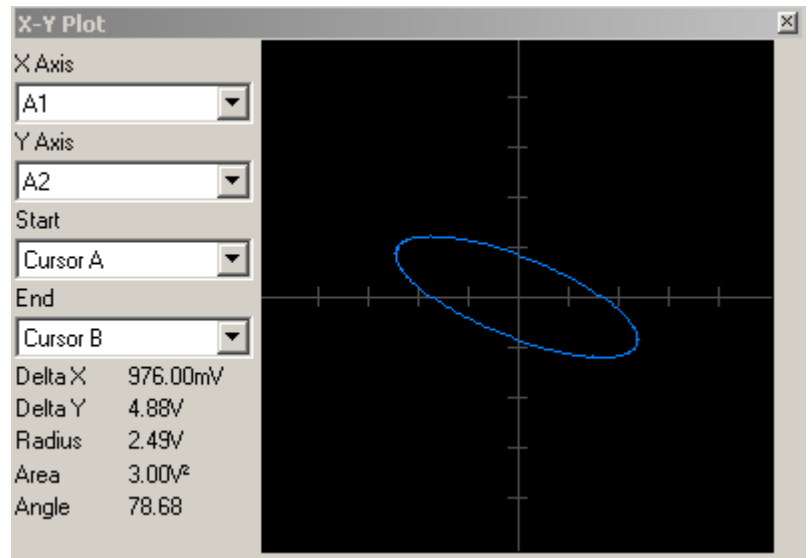 X-Y Plot
X Axis
A1
Y Axis
A2
Start
Cursor A
End
Cursor B
Delta X 976.00mV
Delta Y 4.88V
Radius 2.49V
Area 3.00V²
Angle 78.68